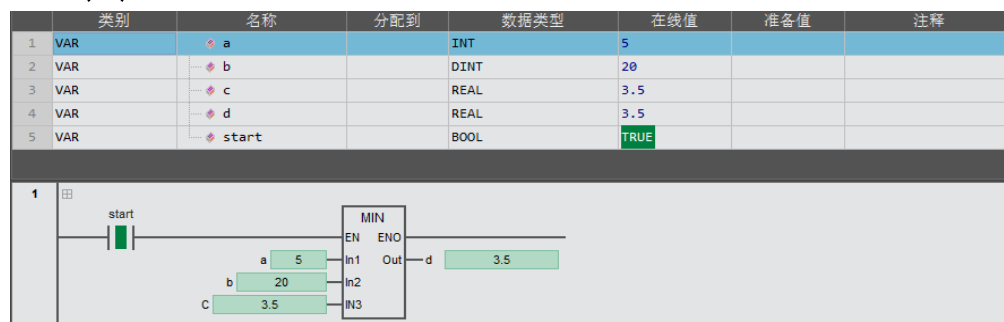 类别 名称 分配到 数据类型 在线值 准备值 注释
1 VAR a INT 5
2 VAR b DINT 20
3 VAR c REAL 3.5
4 VAR d REAL 3.5
5 VAR start BOOL TRUE
1
start
MIN
EN ENO
a 5 In1 Out d 3.5
b 20 In2
C 3.5 IN3